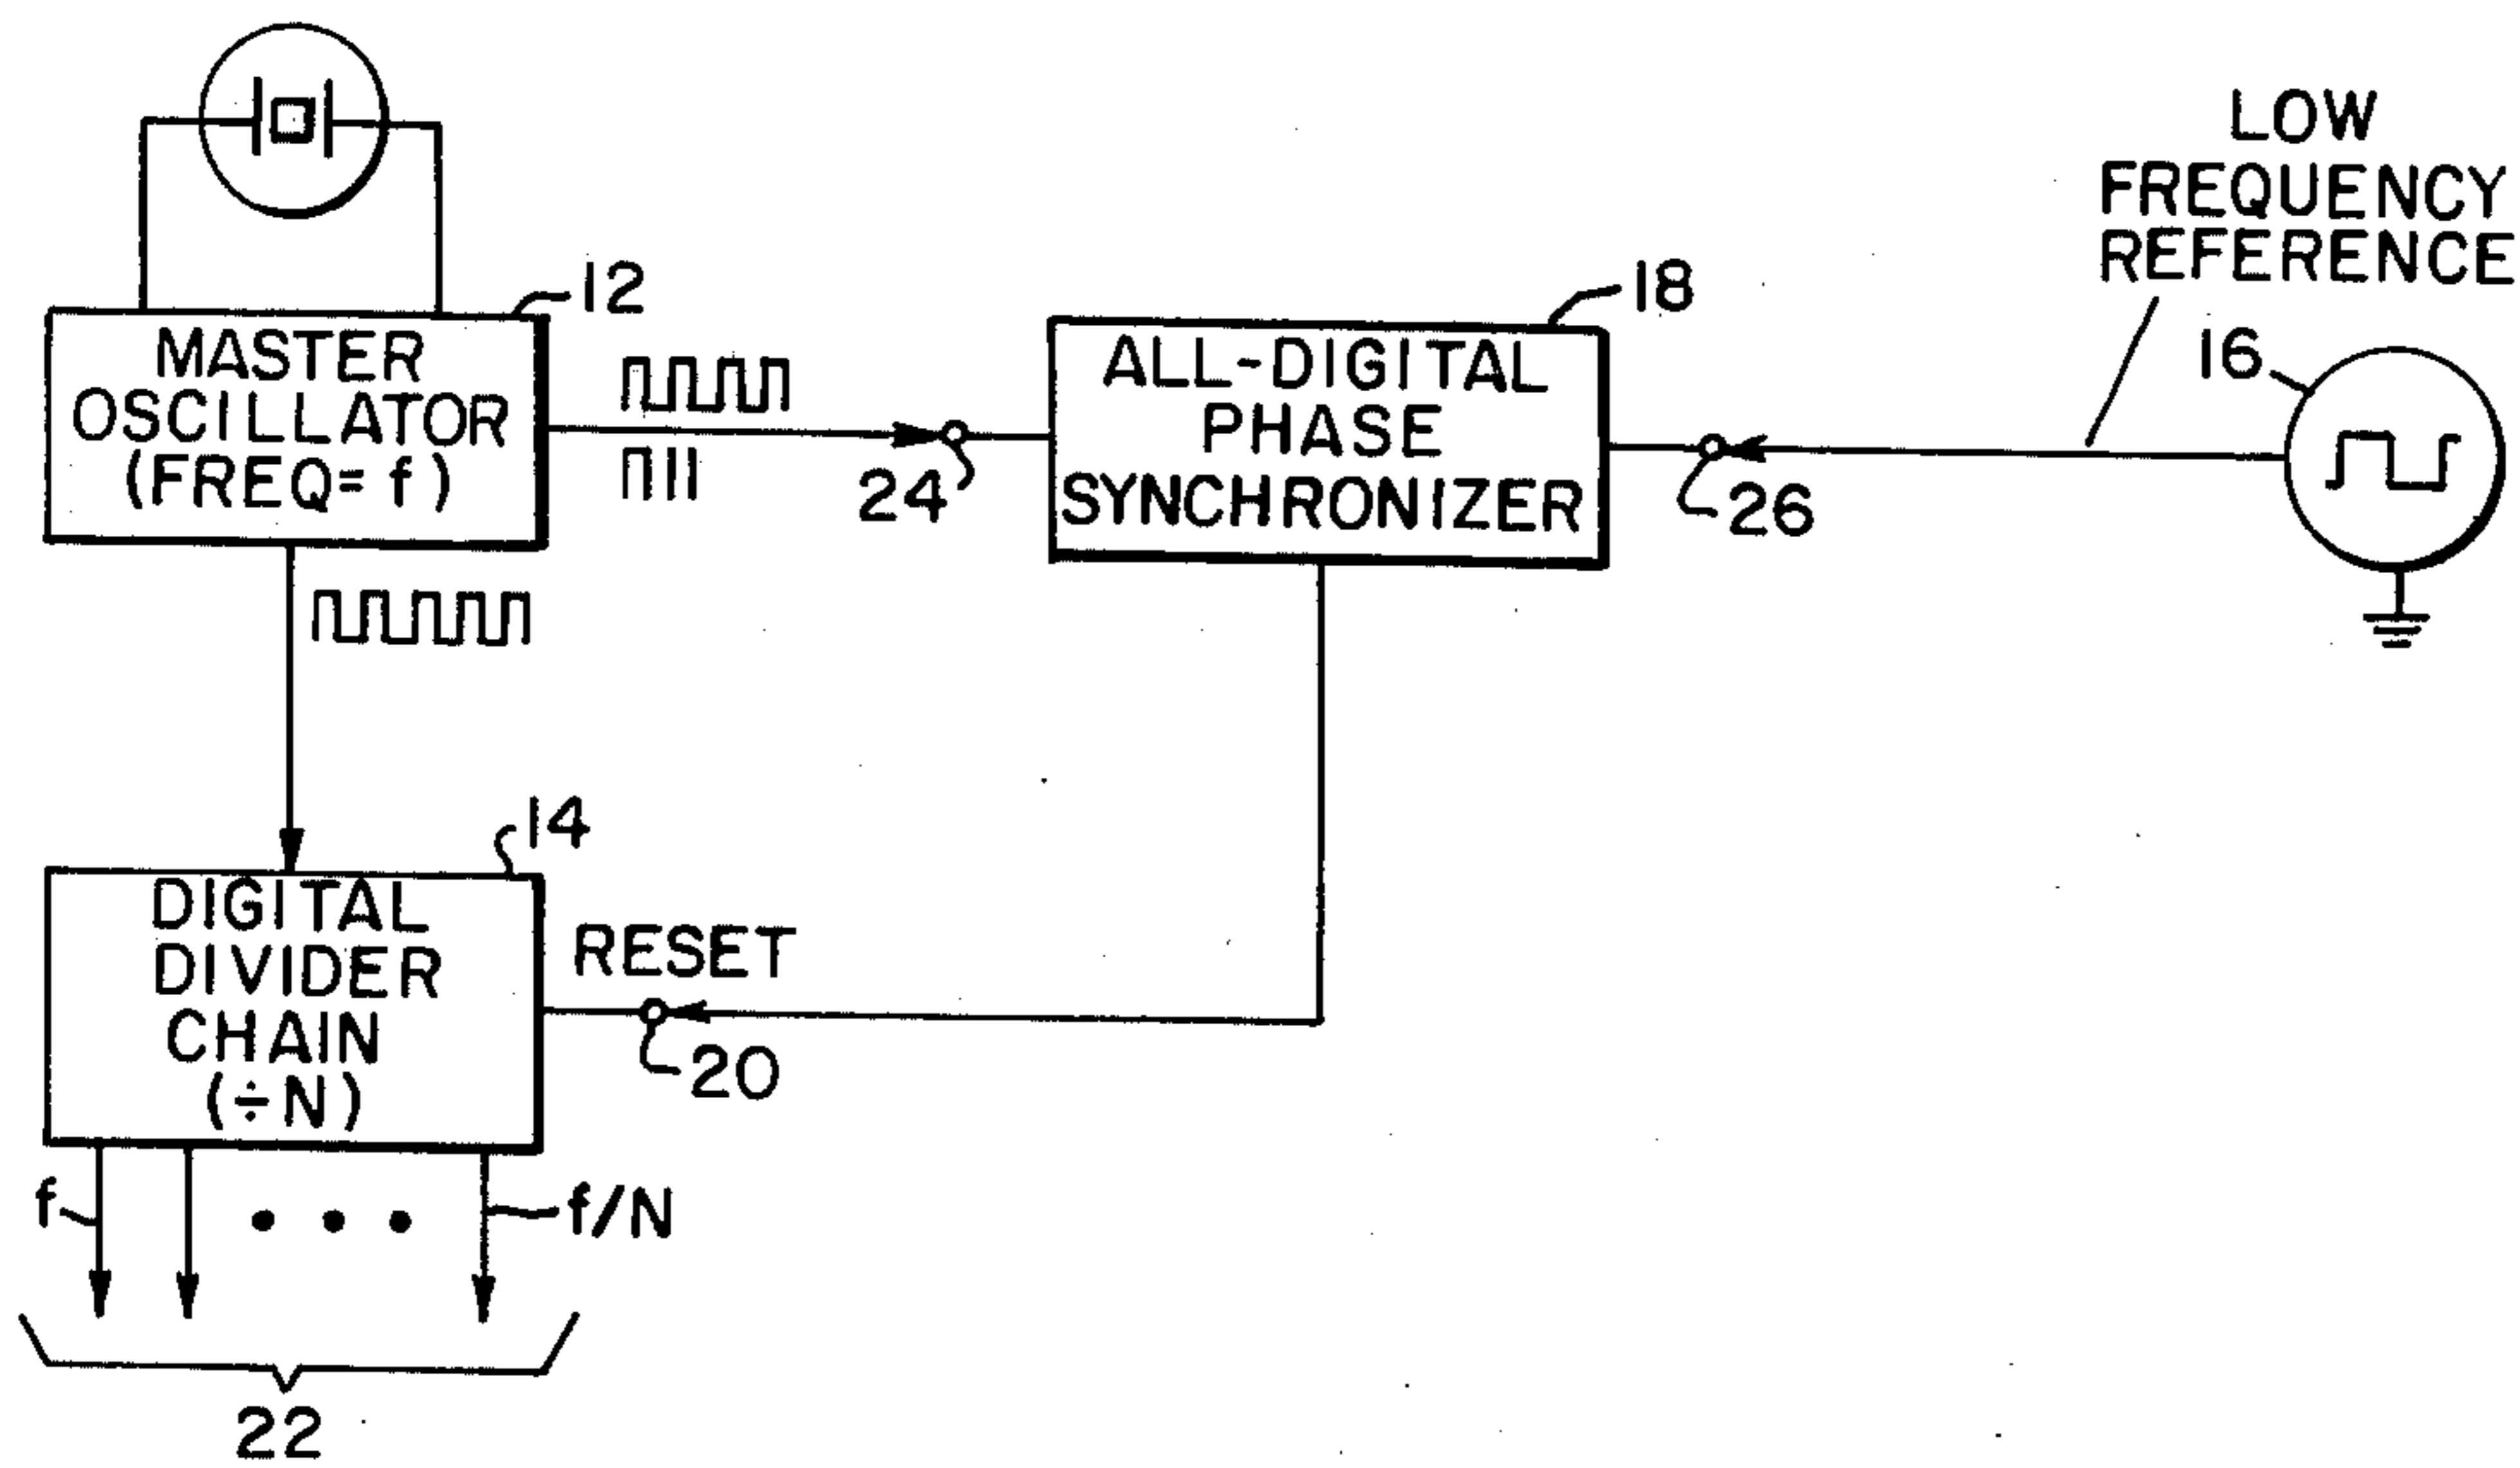 LOW
FREQUENCY
REFERENCE
12
18
16
MASTER
OSCILLATOR
(FREQ= f)
ALL-DIGITAL
PHASE
SYNCHRONIZER
24
26
14
DIGITAL
DIVIDER
CHAIN
(÷N)
RESET
20
f
f/N
22